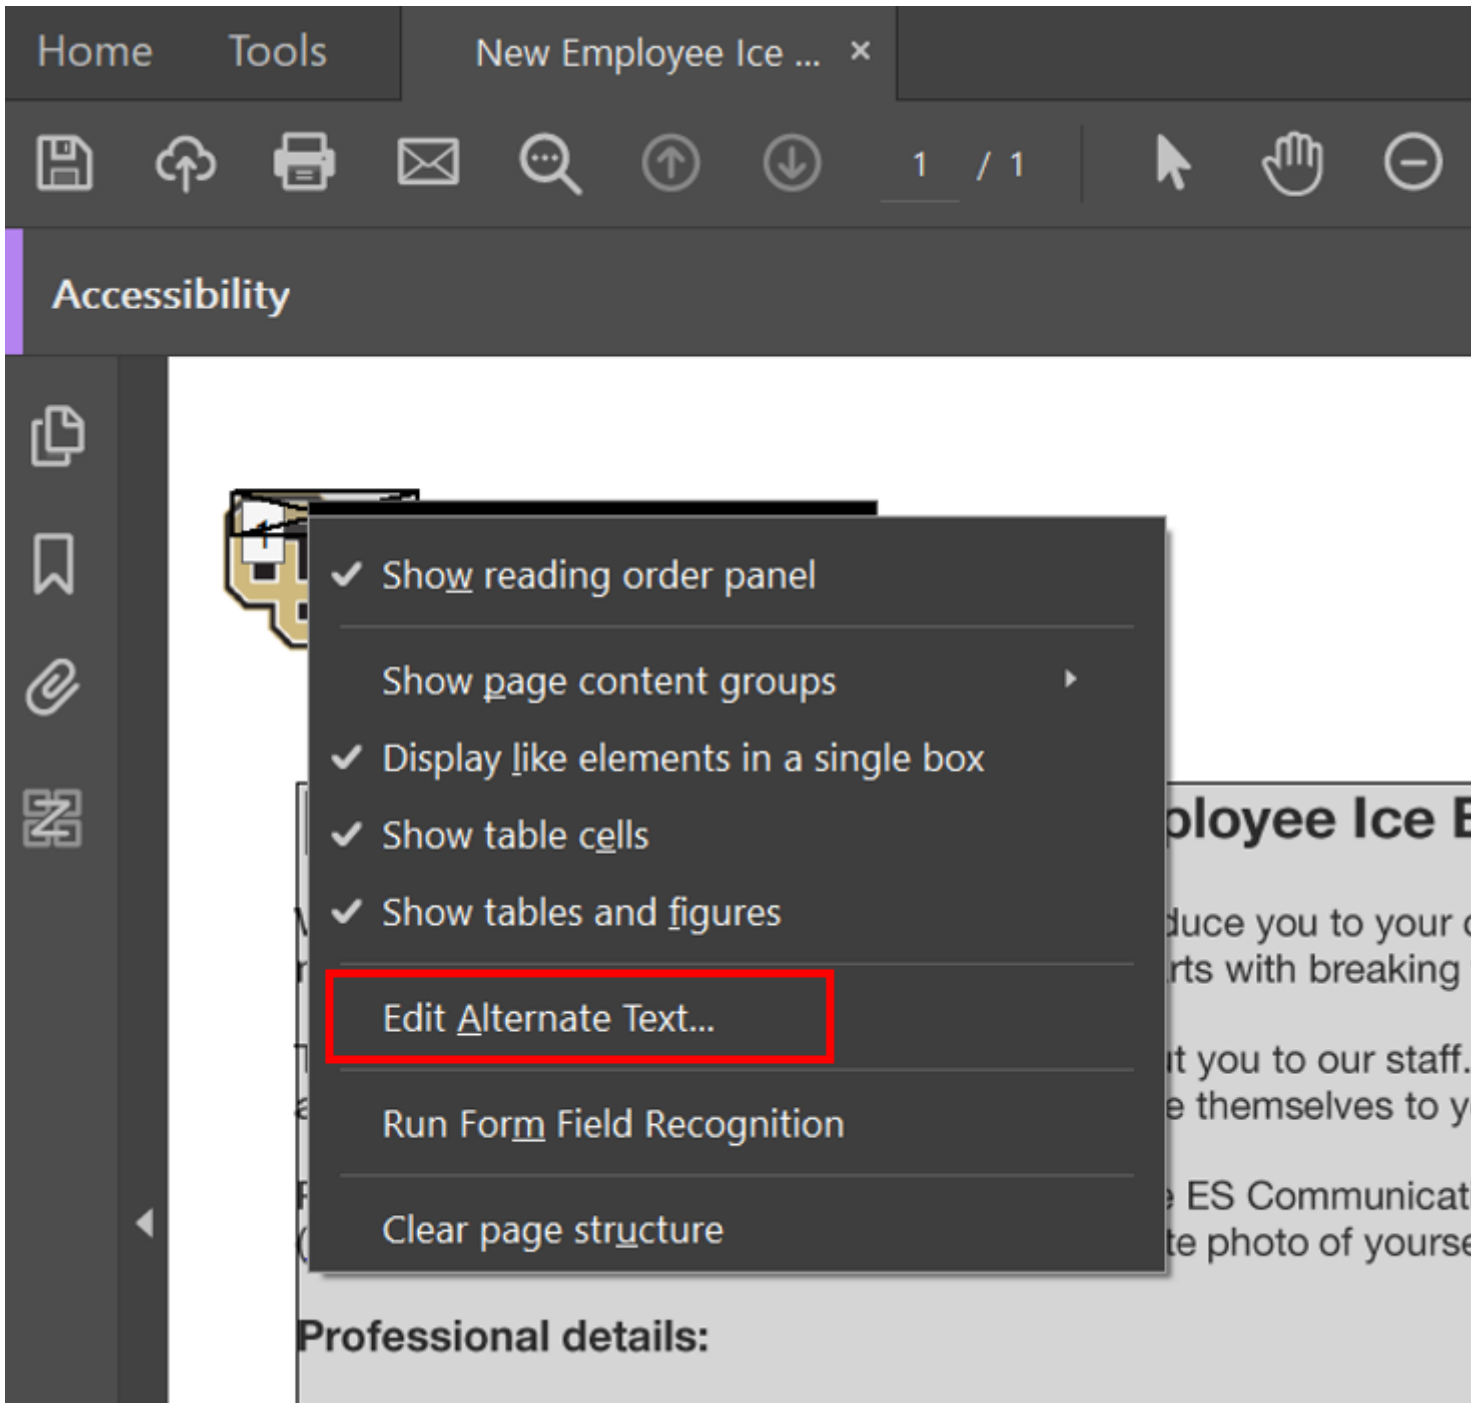 Home Tools New Employee Ice ... ×
1 / 1
Accessibility
1
Show reading order panel
Show page content groups
Display like elements in a single box
Show table cells
ployee Ice
Show tables and figures
duce you to your
rts with breaking
Edit Alternate Text...
ut you to our staff.
e themselves to
Run Form Field Recognition
ES Communicat
Clear page structure
te photo of yourse
Professional details: